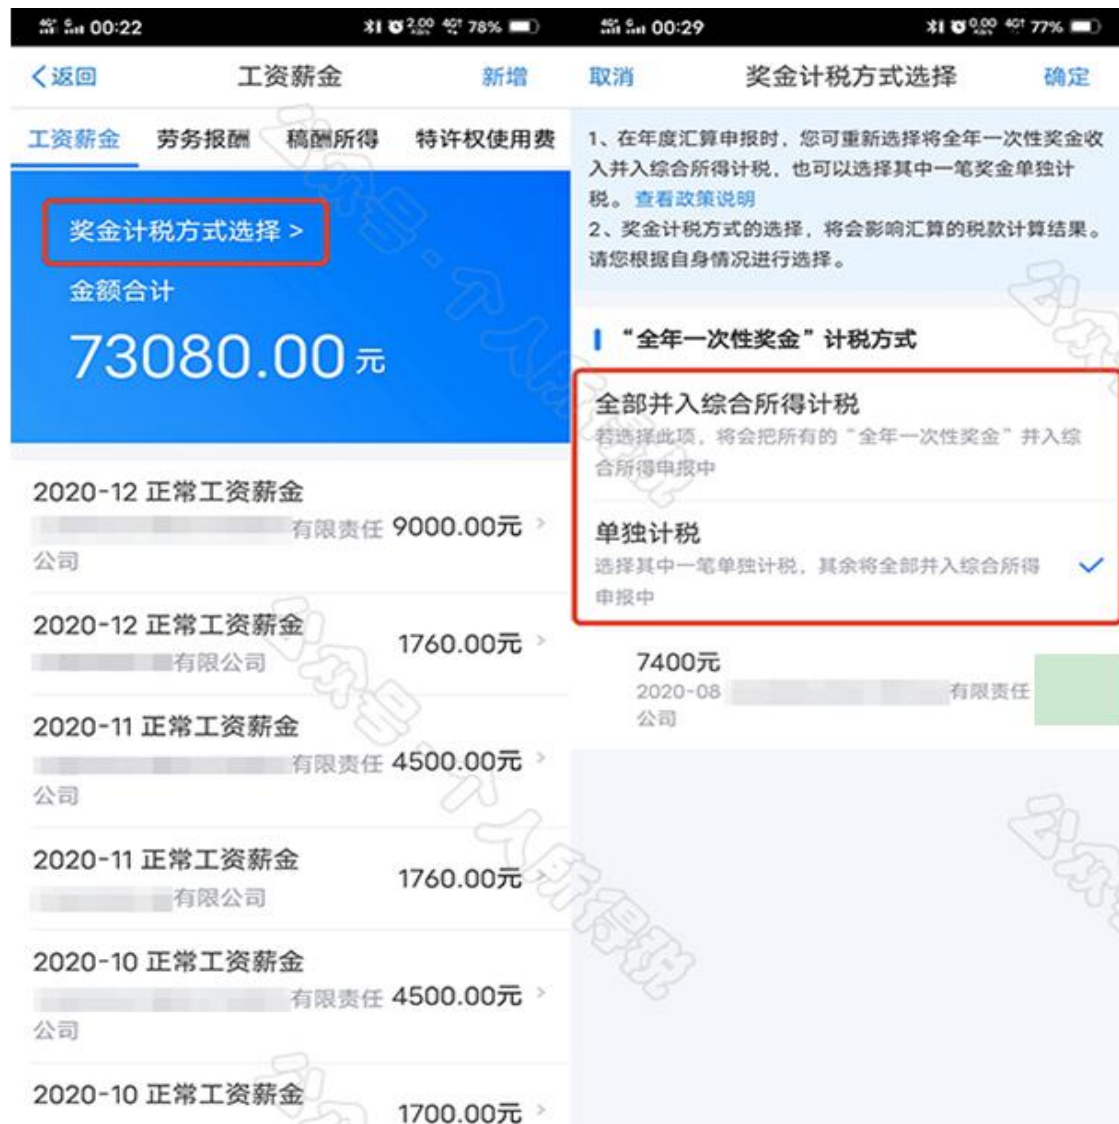 00:22
2.00
78%
返回
工资薪金
新增
工资薪金 劳务报酬 稿酬所得 特许权使用费
奖金计税方式选择 >
金额合计
73080.00 元
2020-12 正常工资薪金
有限责任 9000.00元
公司
2020-12 正常工资薪金
1760.00元
有限公司
2020-11 正常工资薪金
有限责任 4500.00元
公司
2020-11 正常工资薪金
1760.00元
有限公司
2020-10 正常工资薪金
有限责任 4500.00元
公司
2020-10 正常工资薪金
1700.00元
00:29
0.00
77%
取消
奖金计税方式选择
确定
1、在年度汇算申报时，您可重新选择将全年一次性奖金收
入并入综合所得计税，也可以选择其中一笔奖金单独计
税。查看政策说明
2、奖金计税方式的选择，将会影响汇算的税款计算结果。
请您根据自身情况进行选择。
“全年一次性奖金”计税方式
全部并入综合所得计税
若选择此项，将会把所有的“全年一次性奖金”并入综
合所得申报中
单独计税
选择其中一笔单独计税，其余将全部并入综合所得
申报中
7400元
2020-08 有限责任
公司
公众号·个人所得税